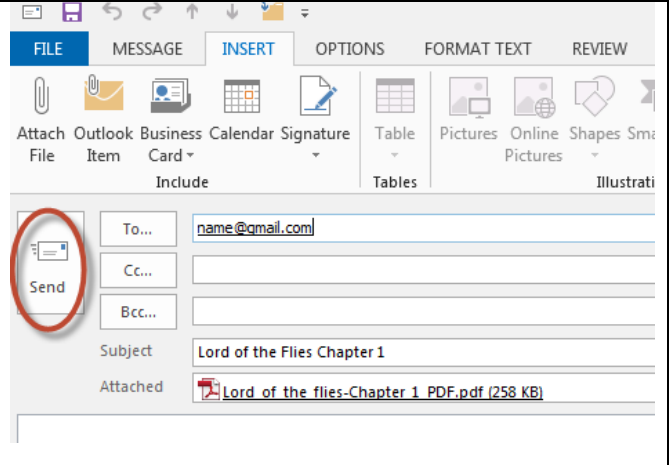 FILE MESSAGE INSERT OPTIONS FORMAT TEXT REVIEW
Attach Outlook Business Calendar Signature Table Pictures Online Shapes Sma
File Item Card Pictures
Include Tables Illustrati
To... name@gmail.com
Send
Cc...
Bcc...
Subject Lord of the Flies Chapter 1
Attached Lord_of_the_flies-Chapter_1_PDF.pdf (258 KB)